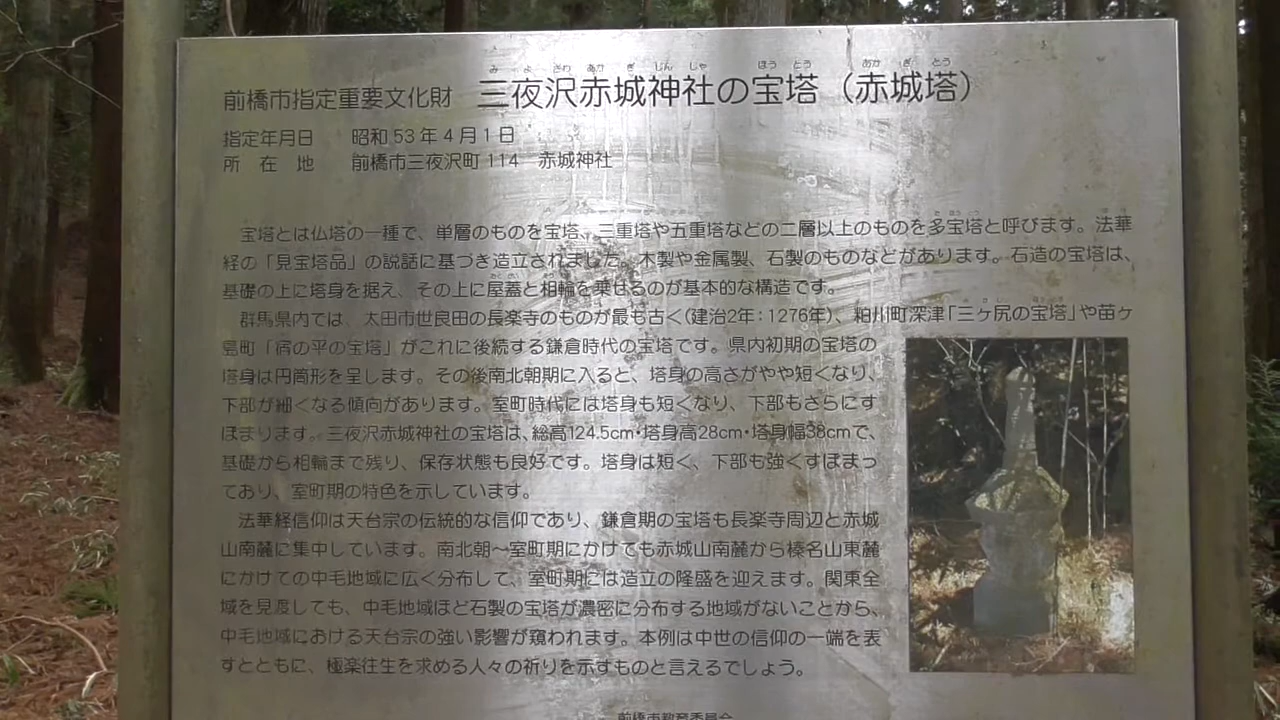 前橋市指定重要文化財 三夜沢赤城神社の宝塔（赤城塔）
みよさわあかぎじんしゃ ほうとう あかぎとう
指定年月日 昭和53年4月1日
所在地 前橋市三夜沢町114 赤城神社
宝塔とは仏塔の一種で、単層のものを宝塔、三重塔や五重塔などの二層以上のものを多宝塔と呼びます。法華
経の「見宝塔品」の説話に基づき造立されました。木製や金属製、石製のものなどがあります。石造の宝塔は、
基礎の上に塔身を据え、その上に屋蓋と相輪を乗せるのが基本的な構造です。
群馬県内では、太田市世良田の長楽寺のものが最も古く(建治2年：1276年)、粕川町深津「三ヶ尻の宝塔」や苗ヶ
島町「宿の平の宝塔」がこれに後続する鎌倉時代の宝塔です。県内初期の宝塔の
塔身は円筒形を呈します。その後南北朝期に入ると、塔身の高さがやや短くなり、
下部が細くなる傾向があります。室町時代には塔身も短くなり、下部もさらにす
ぼまります。三夜沢赤城神社の宝塔は、総高124.5cm・塔身高28cm・塔身幅38cmで、
基礎から相輪まで残り、保存状態も良好です。塔身は短く、下部も強くすぼまっ
ており、室町期の特色を示しています。
法華経信仰は天台宗の伝統的な信仰であり、鎌倉期の宝塔も長楽寺周辺と赤城
山南麓に集中しています。南北朝～室町期にかけても赤城山南麓から榛名山東麓
にかけての中毛地域に広く分布して、室町期には造立の隆盛を迎えます。関東全
域を見渡しても、中毛地域ほど石製の宝塔が濃密に分布する地域がないことから、
中毛地域における天台宗の強い影響が窺われます。本例は中世の信仰の一端を表
すとともに、極楽往生を求める人々の祈りを示すものと言えるでしょう。
前橋市教育委員会